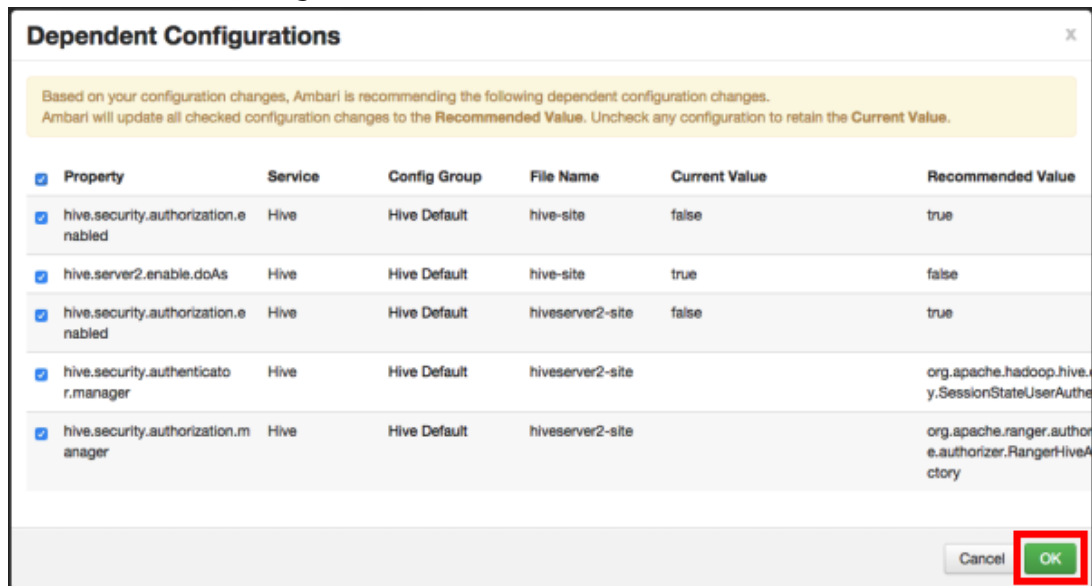 Dependent Configurations
x
Based on your configuration changes, Ambari is recommending the following dependent configuration changes.
Ambari will update all checked configuration changes to the Recommended Value. Uncheck any configuration to retain the Current Value.
Property Service Config Group File Name Current Value Recommended Value
hive.security.authorization.e Hive Hive Default hive-site false true
nabled
hive.server2.enable.doAs Hive Hive Default hive-site true false
hive.security.authorization.e Hive Hive Default hiveserver2-site false true
nabled
hive.security.authenticato Hive Hive Default hiveserver2-site org.apache.hadoop.hive.
r.manager y.SessionStateUserAuthe
hive.security.authorization.m Hive Hive Default hiveserver2-site org.apache.ranger.author
anager e.authorizer.RangerHiveA
ctory
Cancel OK